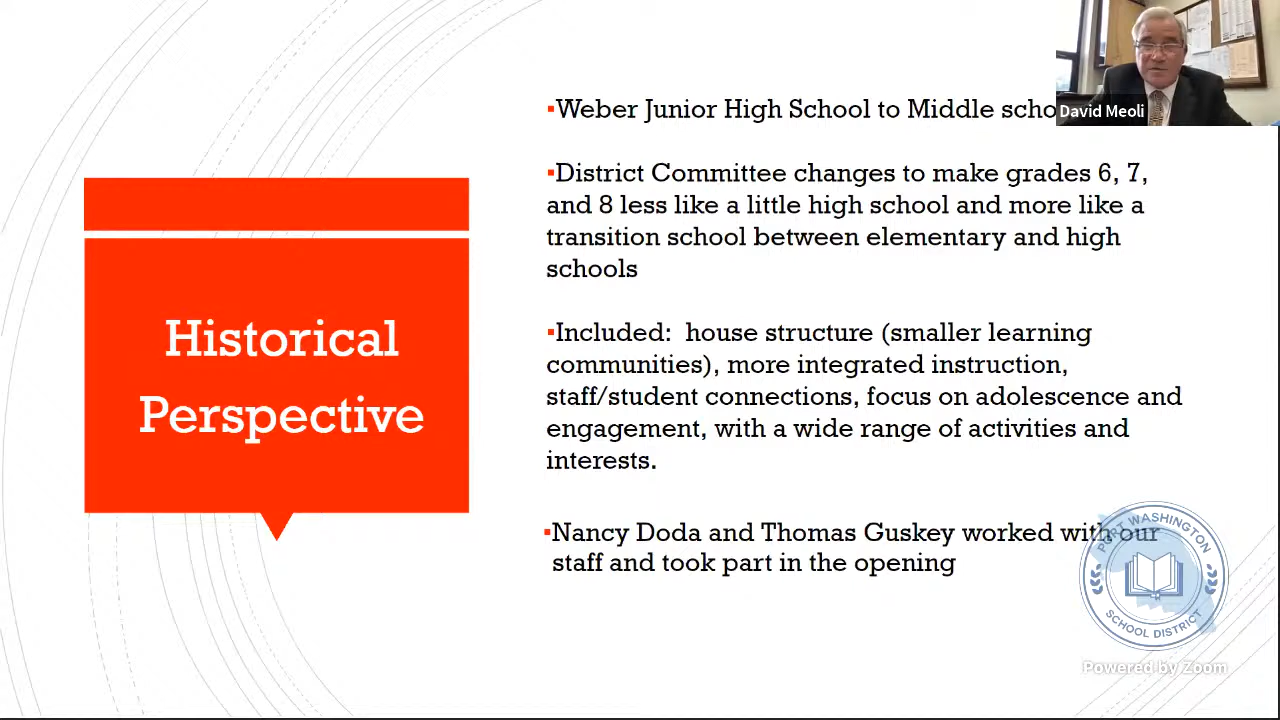 Historical
Perspective
▪Weber Junior High School to Middle
▪District Committee changes to make grades 6, 7,
and 8 less like a little high school and more like a
transition school between elementary and high
schools
▪Included:  house structure (smaller learning
communities), more integrated instruction,
staff/student connections, focus on adolescence and
engagement, with a wide range of activities and
interests.
▪Nancy Doda and Thomas Guskey worked with our
staff and took part in the opening
David Meoli
PORT WASHINGTON
SCHOOL DISTRICT
Powered by Zoom